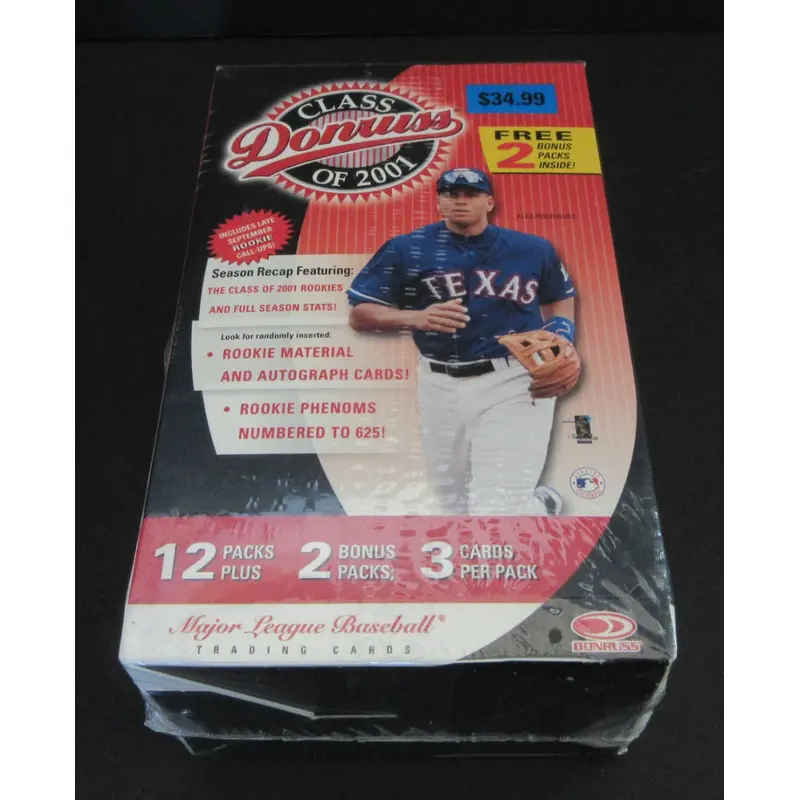 CLASS
Donruss
OF 2001
$34.99
FREE
2 BONUS
PACKS
INSIDE!
ALEX RODRIGUEZ
INCLUDES LATE
SEPTEMBER
ROOKIE
CALL-UPS!
Season Recap Featuring:
THE CLASS OF 2001 ROOKIES
AND FULL SEASON STATS!
Look for randomly inserted:
• ROOKIE MATERIAL
AND AUTOGRAPH CARDS!
• ROOKIE PHENOMS
NUMBERED TO 625!
TEXAS
12 PACKS
PLUS
2 BONUS
PACKS;
3 CARDS
PER PACK
Major League Baseball®
TRADING CARDS
DONRUSS